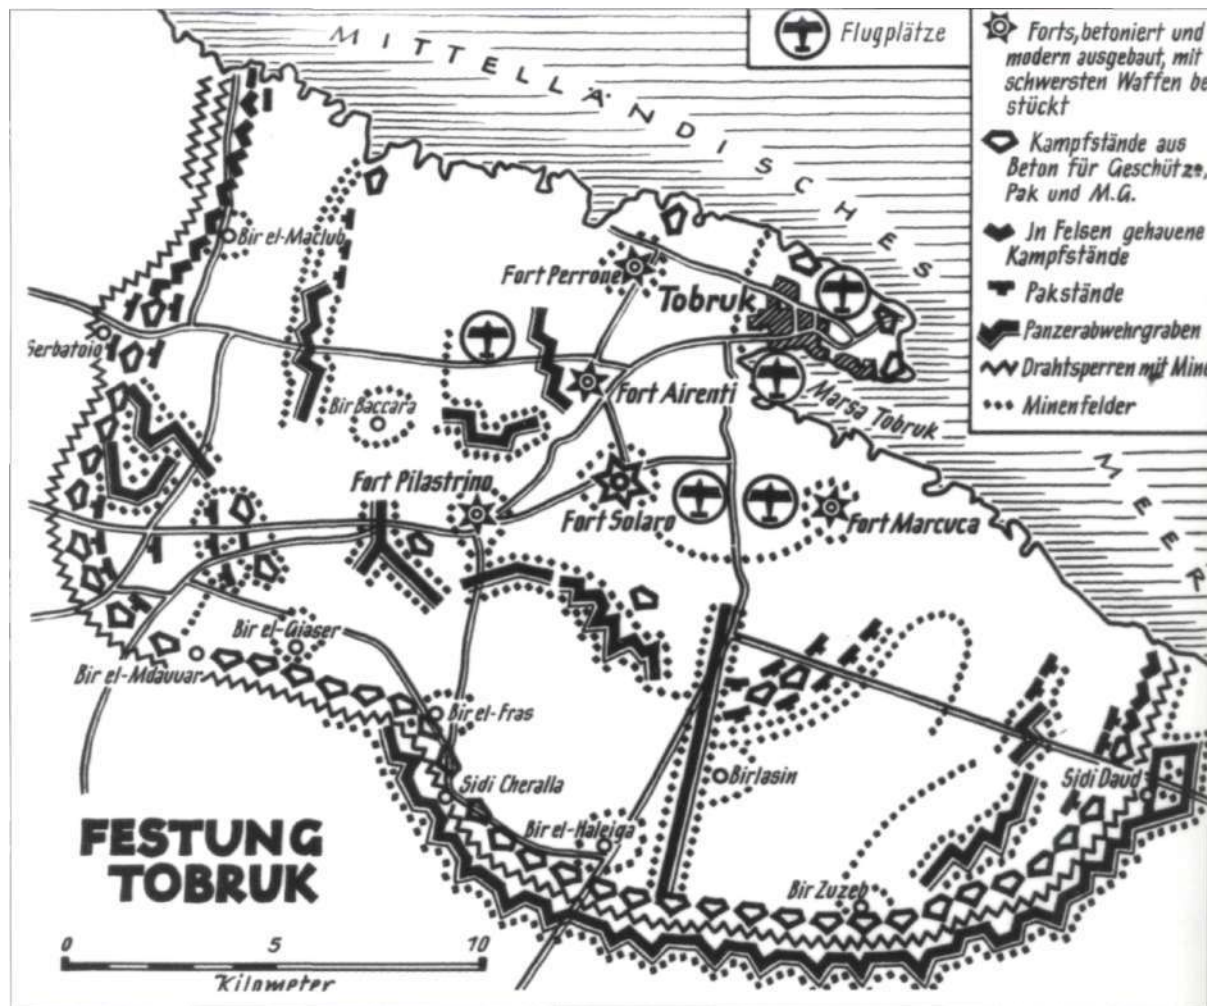 MITTELLÄNDISCHES
MEER
Flugplätze
Forts, betoniert und
modern ausgebaut, mit
schwersten Waffen be
stückt
Kampfstände aus
Beton für Geschütze,
Pak und M.G.
Jn Felsen gehauene
Kampfstände
Pakstände
Panzerabwehrgraben
Drahtsperren mit Mine
Minenfelder
Bir el-Maclub
Fort Perrone
Tobruk
Serbatoio
Fort Airenti
Marsa Tobruk
Bir Baccara
Fort Pilastrino
Fort Solaro
Fort Marcuca
Bir el-Giaser
Bir el-Mdauuar
Bir el-Fras
Birlasin
Sidi Daud
Sidi Cheralla
Bir el-Haleiga
Bir Zuzeb
FESTUNG
TOBRUK
0 5 10
Kilometer